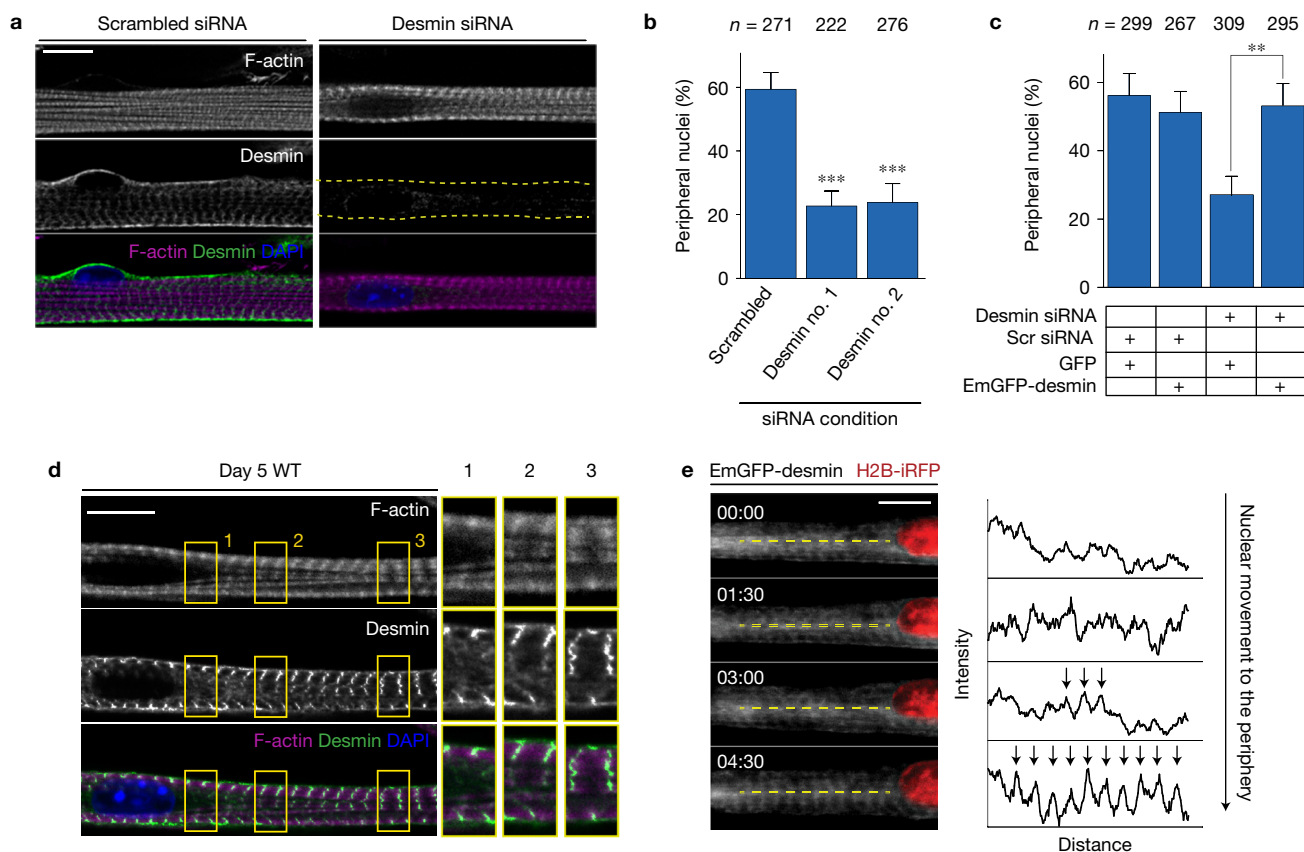 a
Scrambled siRNA
Desmin siRNA
F-actin
Desmin
F-actin Desmin DAPI
b
n = 271 222 276
Peripheral nuclei (%)
60
40
20
0
***
***
Scrambled
Desmin no. 1
Desmin no. 2
siRNA condition
c
n = 299 267 309 295
**
Peripheral nuclei (%)
60
40
20
0
Desmin siRNA + +
Scr siRNA + +
GFP + +
EmGFP-desmin + +
d
Day 5 WT
1 2 3
F-actin
1 2 3
Desmin
F-actin Desmin DAPI
e
EmGFP-desmin H2B-iRFP
00:00
01:30
03:00
04:30
Intensity
Distance
Nuclear movement to the periphery